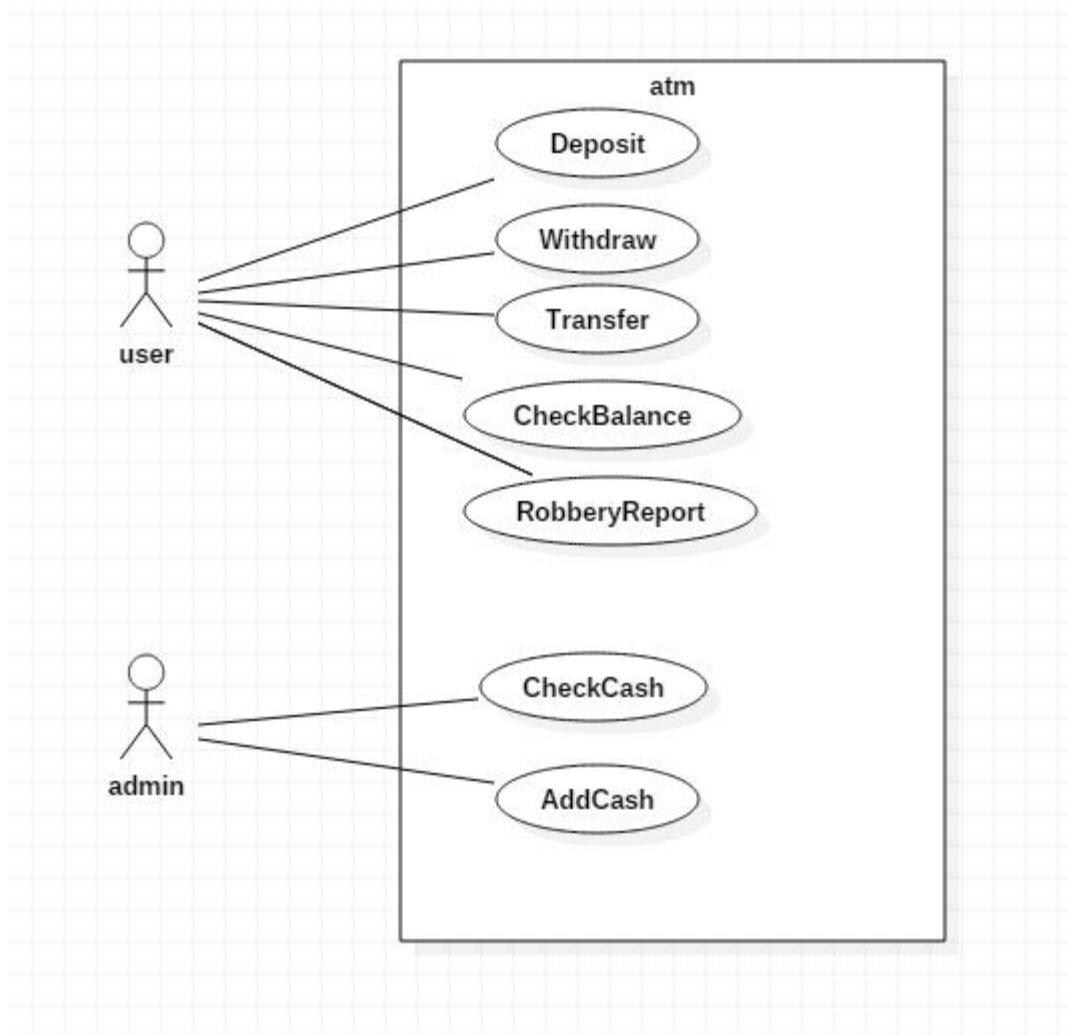 atm
Deposit
Withdraw
Transfer
user
CheckBalance
RobberyReport
CheckCash
admin
AddCash